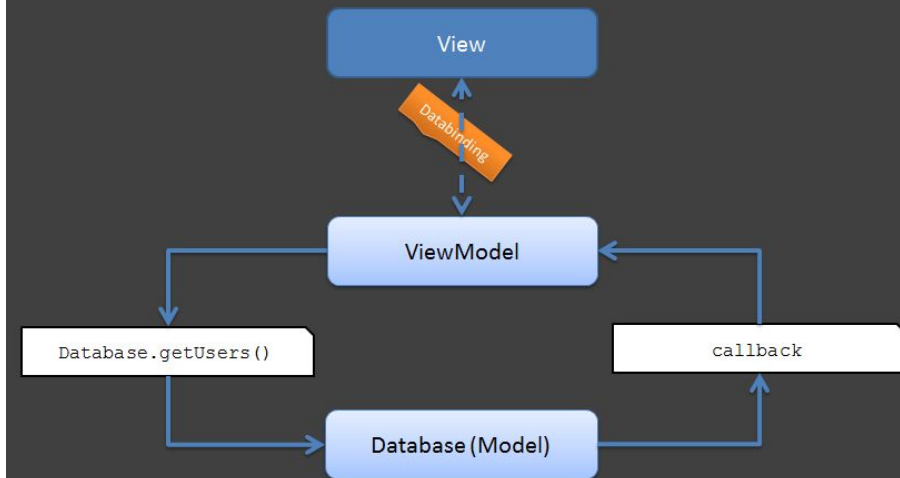 View
Databinding
ViewModel
Database.getUsers()
callback
Database (Model)